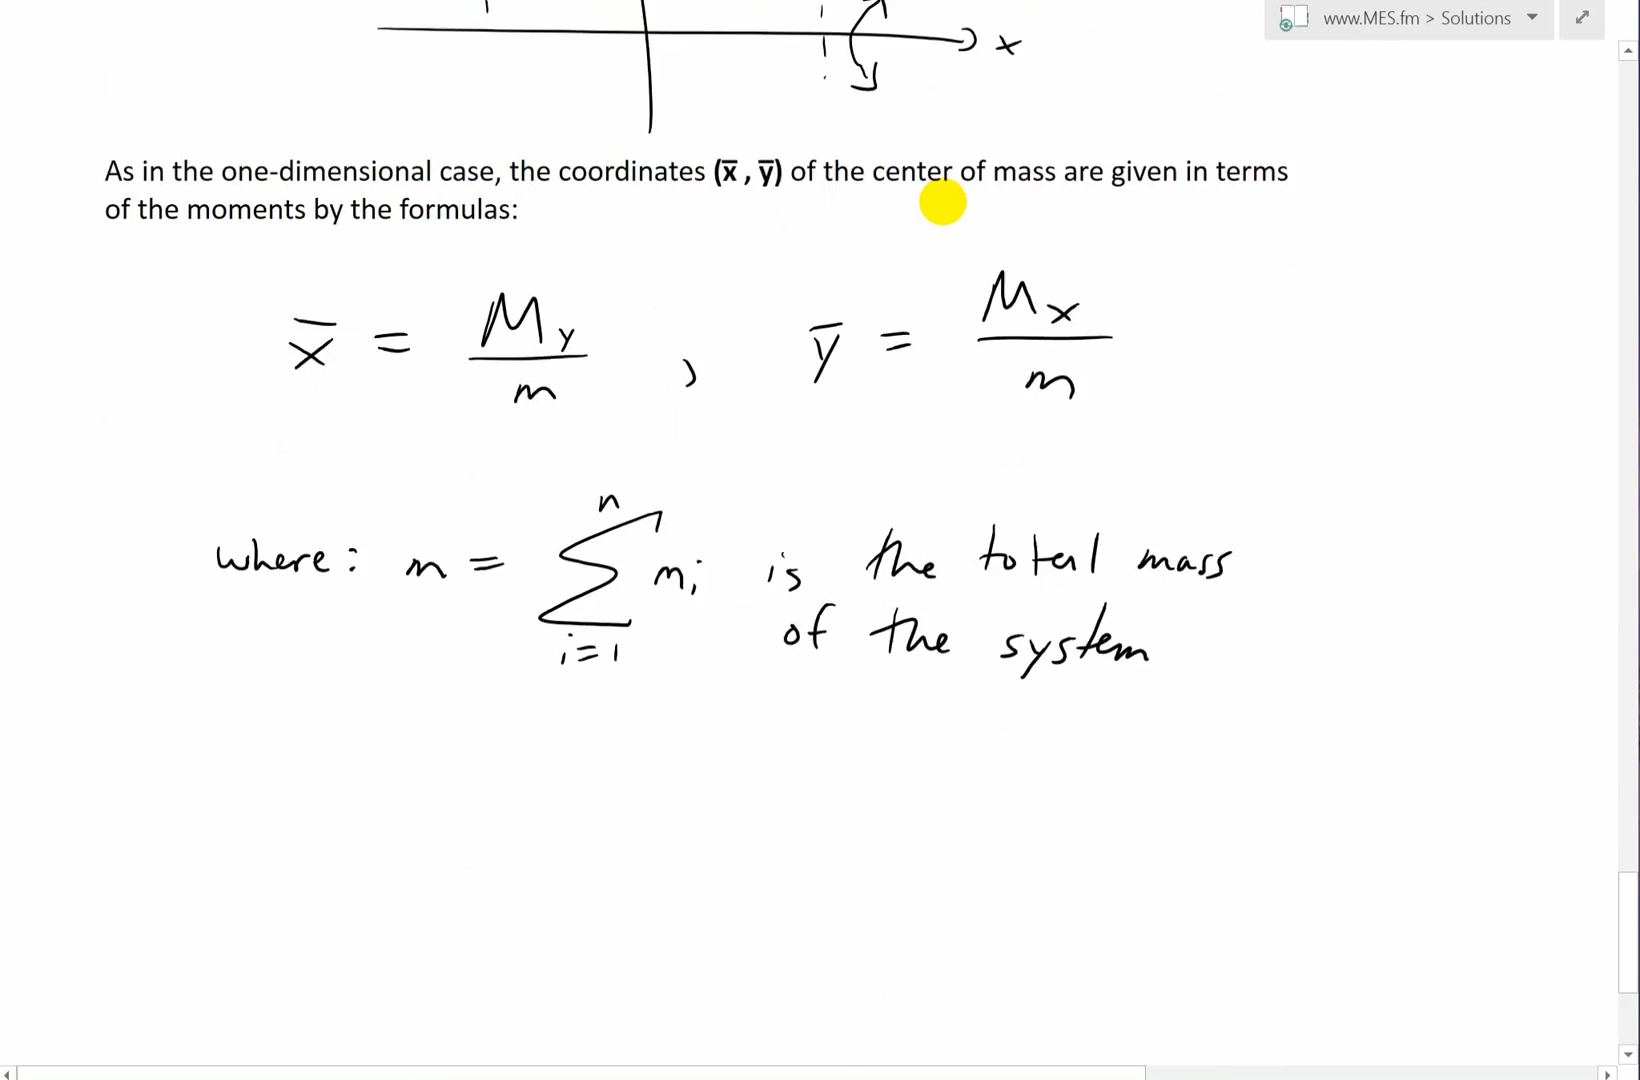 www.MES.fm > Solutions
x
As in the one-dimensional case, the coordinates (x̅ , y̅) of the center of mass are given in terms
of the moments by the formulas:
x̅ = My/m , y̅ = Mx/m
where: m = Σ mi is the total mass
n
i=1
of the system